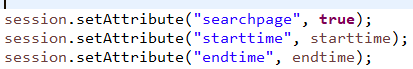 session.setAttribute("searchpage", true);
session.setAttribute("starttime", starttime);
session.setAttribute("endtime", endtime);